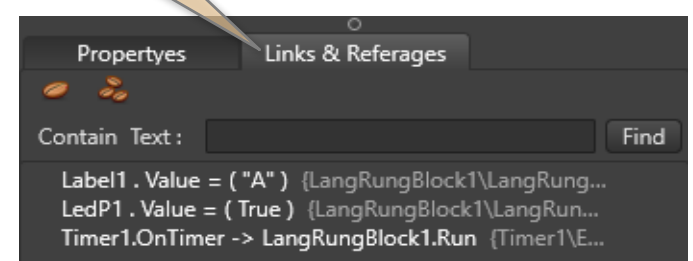 Propertyes Links & Referages
Contain Text : Find
Label1 . Value = ( "A" ) {LangRungBlock1\LangRung...
LedP1 . Value = ( True ) {LangRungBlock1\LangRun...
Timer1.OnTimer -> LangRungBlock1.Run {Timer1\E...